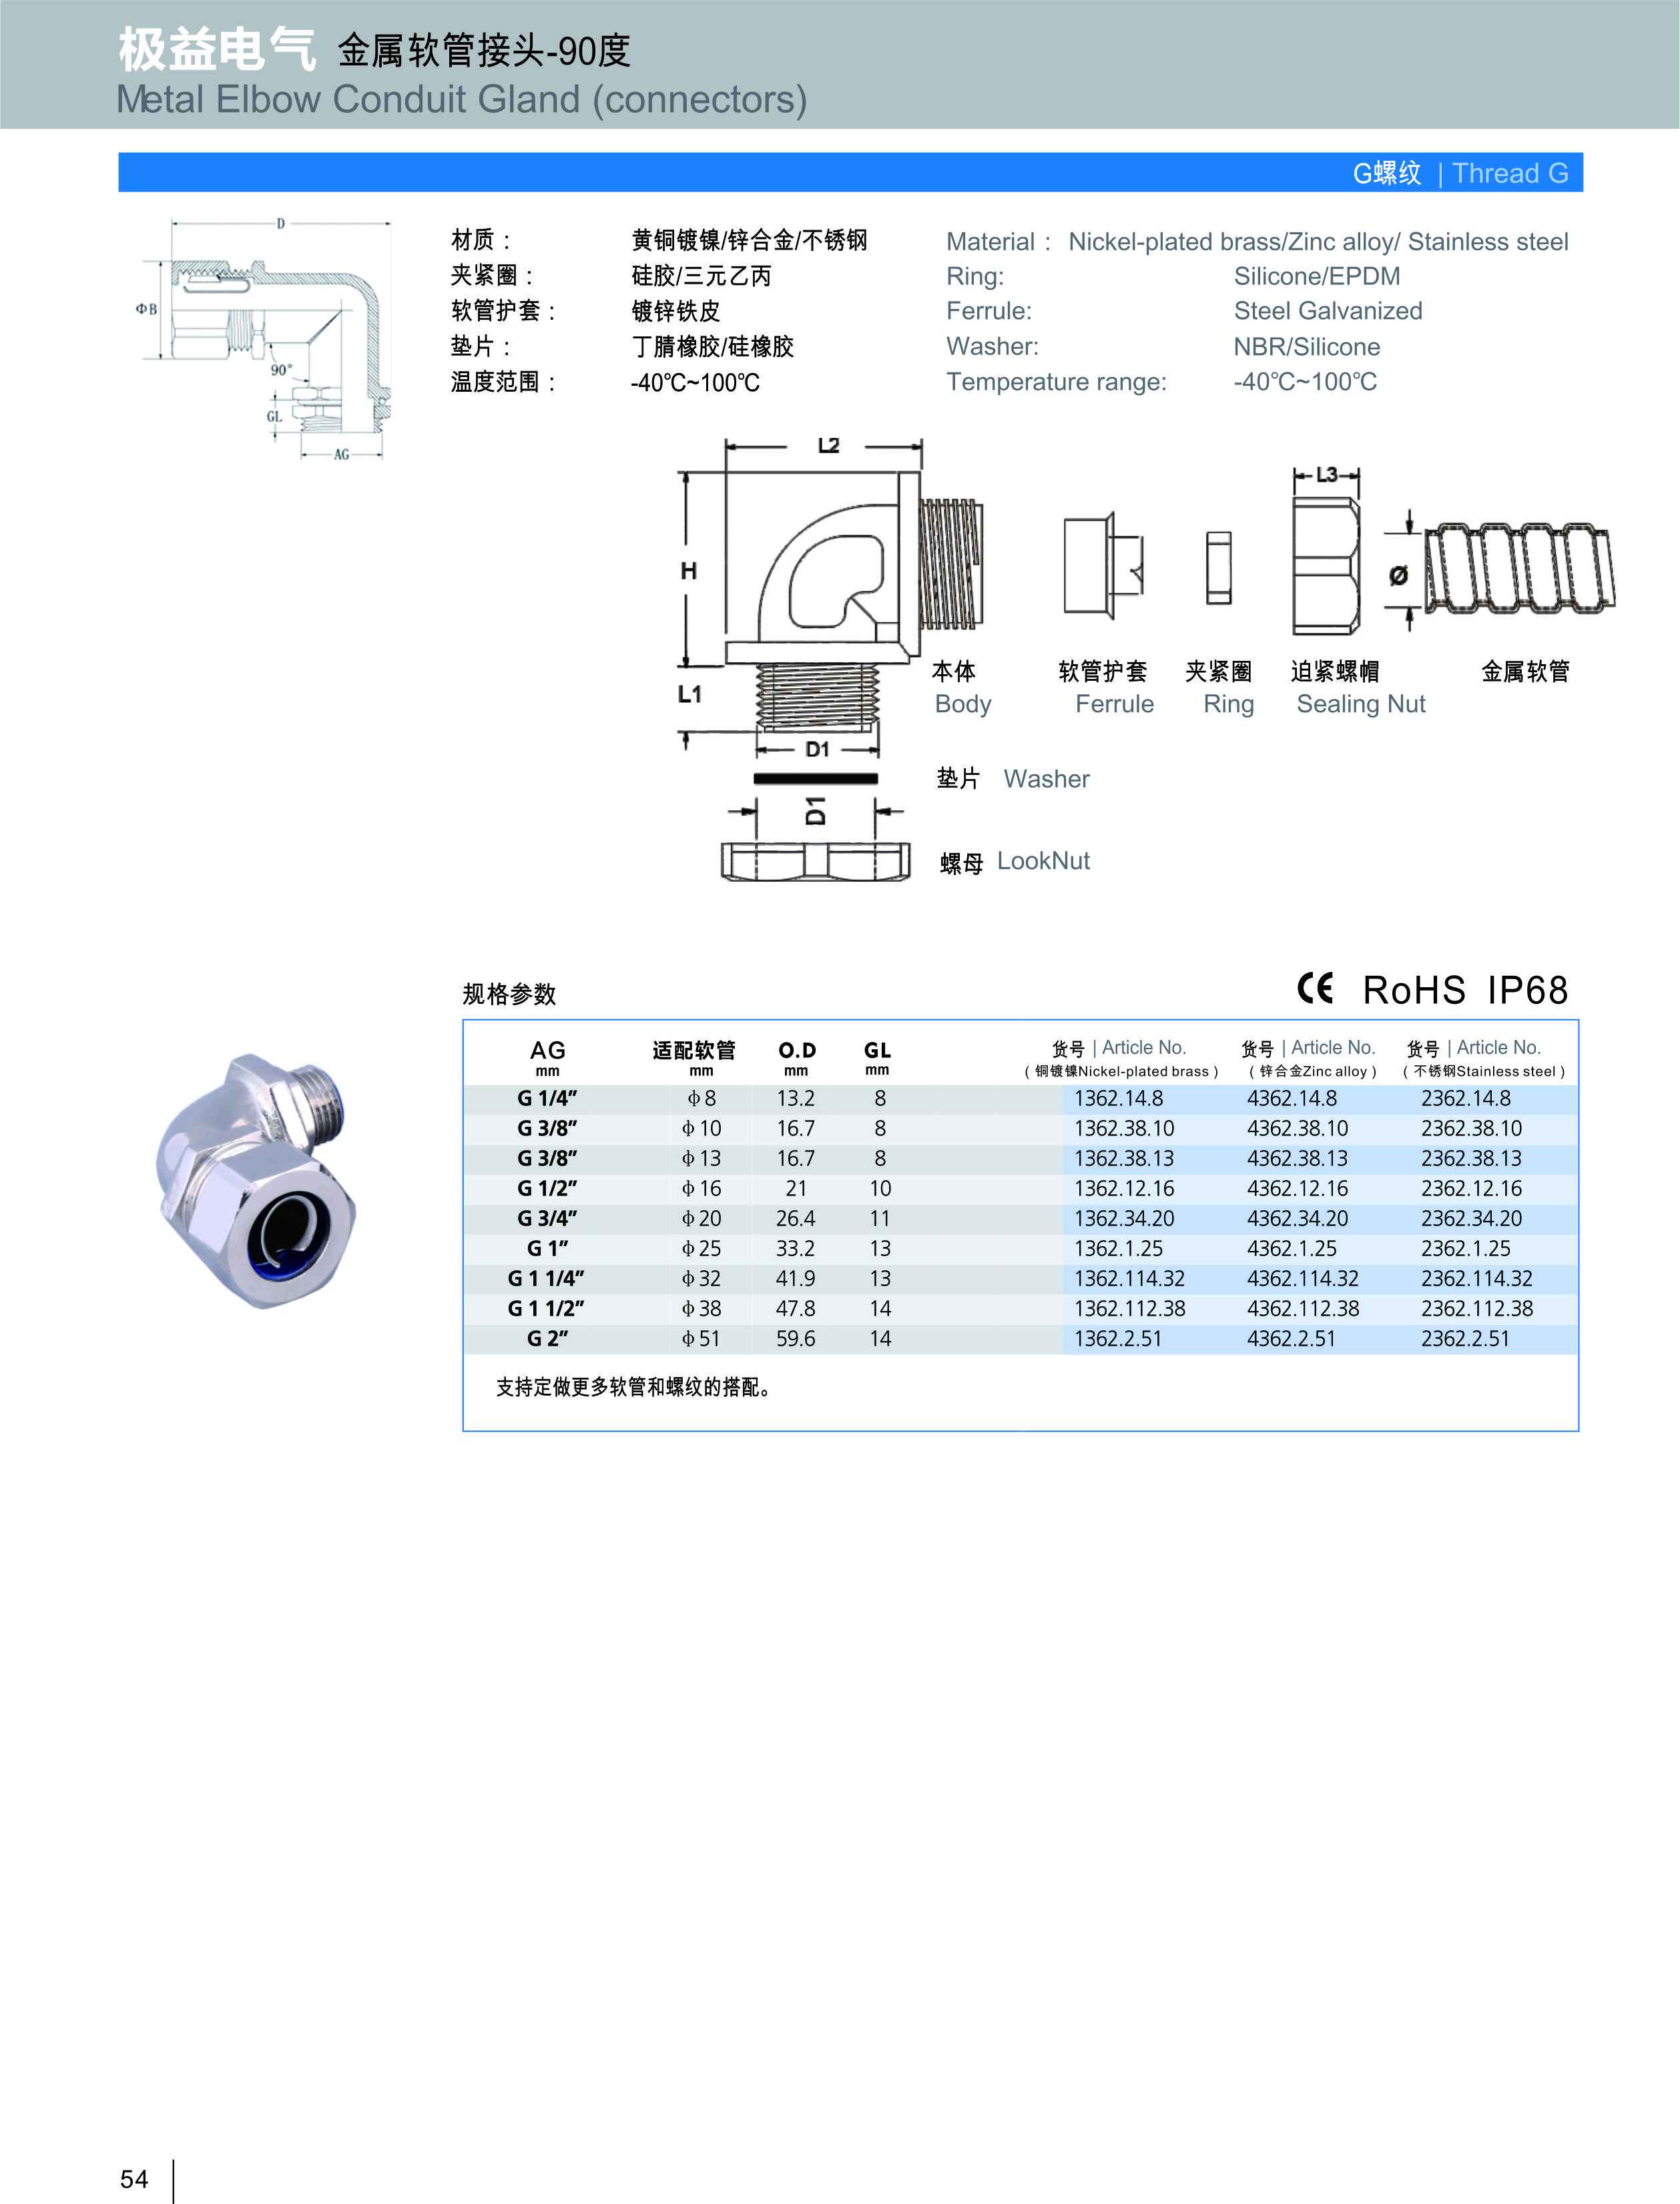 极益电气 金属软管接头-90度
Metal Elbow Conduit Gland (connectors)
G螺纹 | Thread G
D
ΦB
90°
GL
AG
材质： 黄铜镀镍/锌合金/不锈钢
夹紧圈： 硅胶/三元乙丙
软管护套： 镀锌铁皮
垫片： 丁腈橡胶/硅橡胶
温度范围： -40℃~100℃
Material： Nickel-plated brass/Zinc alloy/ Stainless steel
Ring: Silicone/EPDM
Ferrule: Steel Galvanized
Washer: NBR/Silicone
Temperature range: -40℃~100℃
L2
L3
H
Ø
本体 软管护套 夹紧圈 迫紧螺帽 金属软管
L1
Body Ferrule Ring Sealing Nut
D1
垫片 Washer
D1
螺母 LookNut
规格参数
CE RoHS IP68
AG 适配软管 O.D GL 货号 | Article No. 货号 | Article No. 货号 | Article No.
mm mm mm mm （铜镀镍Nickel-plated brass） （锌合金Zinc alloy） （不锈钢Stainless steel）
G 1/4” φ8 13.2 8 1362.14.8 4362.14.8 2362.14.8
G 3/8” φ10 16.7 8 1362.38.10 4362.38.10 2362.38.10
G 3/8” φ13 16.7 8 1362.38.13 4362.38.13 2362.38.13
G 1/2” φ16 21 10 1362.12.16 4362.12.16 2362.12.16
G 3/4” φ20 26.4 11 1362.34.20 4362.34.20 2362.34.20
G 1” φ25 33.2 13 1362.1.25 4362.1.25 2362.1.25
G 1 1/4” φ32 41.9 13 1362.114.32 4362.114.32 2362.114.32
G 1 1/2” φ38 47.8 14 1362.112.38 4362.112.38 2362.112.38
G 2” φ51 59.6 14 1362.2.51 4362.2.51 2362.2.51
支持定做更多软管和螺纹的搭配。
54